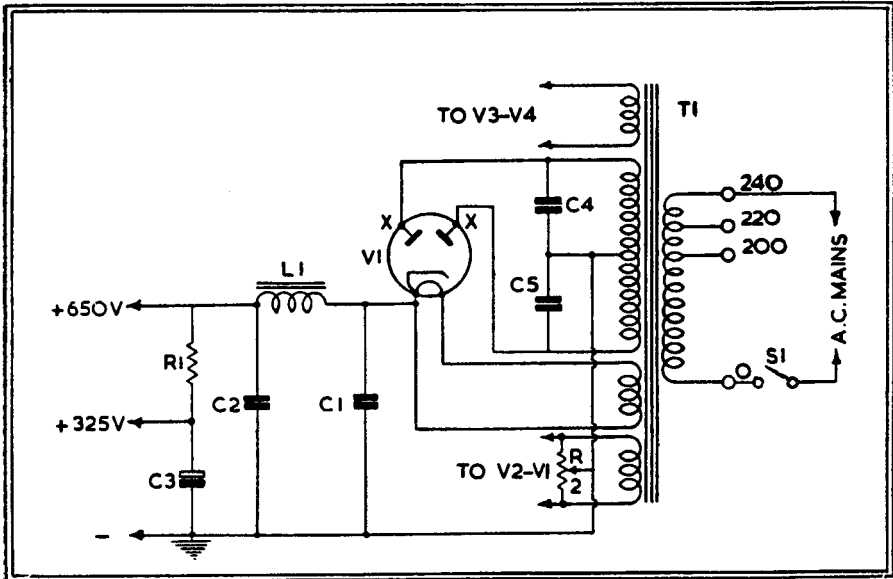 TO V3-V4
T1
240
220
200
A.C. MAINS
O
S1
X
X
C4
V1
C5
L1
+650V
R1
C2
C1
+325V
C3
TO V2-V1
R
2
-